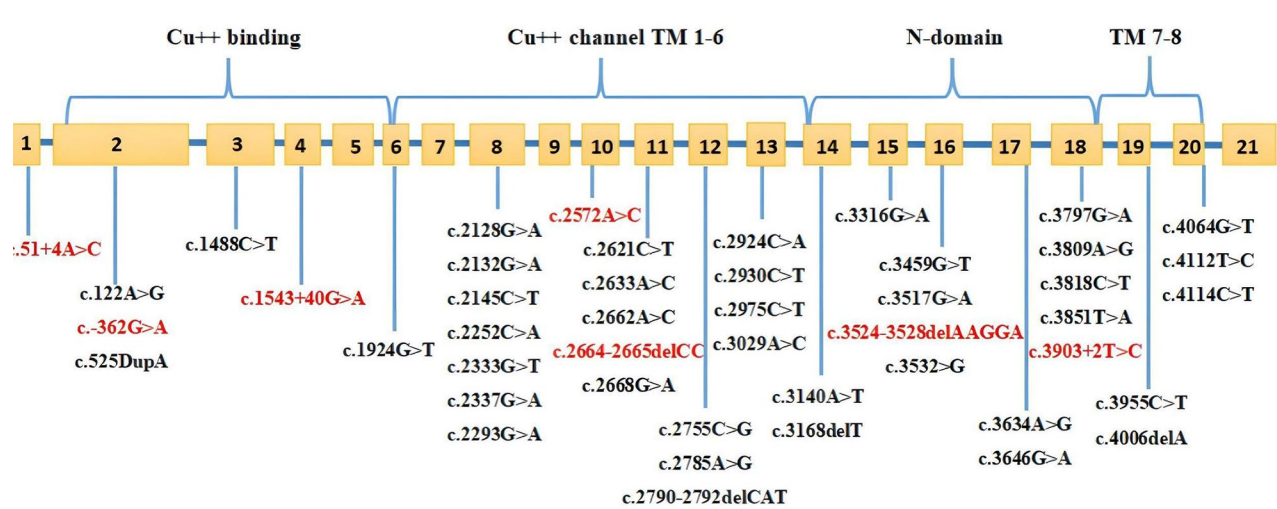 Cu++ binding
Cu++ channel TM 1-6
N-domain
TM 7-8
1 2 3 4 5 6 7 8 9 10 11 12 13 14 15 16 17 18 19 20 21
c.51+4A>C
c.122A>G
c.-362G>A
c.525DupA
c.1488C>T
c.1543+40G>A
c.1924G>T
c.2128G>A
c.2132G>A
c.2145C>T
c.2252C>A
c.2333G>T
c.2337G>A
c.2293G>A
c.2572A>C
c.2621C>T
c.2633A>C
c.2662A>C
c.2664-2665delCC
c.2668G>A
c.2755C>G
c.2785A>G
c.2790-2792delCAT
c.2924C>A
c.2930C>T
c.2975C>T
c.3029A>C
c.3140A>T
c.3168delT
c.3316G>A
c.3459G>T
c.3517G>A
c.3524-3528delAAGGA
c.3532>G
c.3634A>G
c.3646G>A
c.3797G>A
c.3809A>G
c.3818C>T
c.3851T>A
c.3903+2T>C
c.3955C>T
c.4006delA
c.4064G>T
c.4112T>C
c.4114C>T